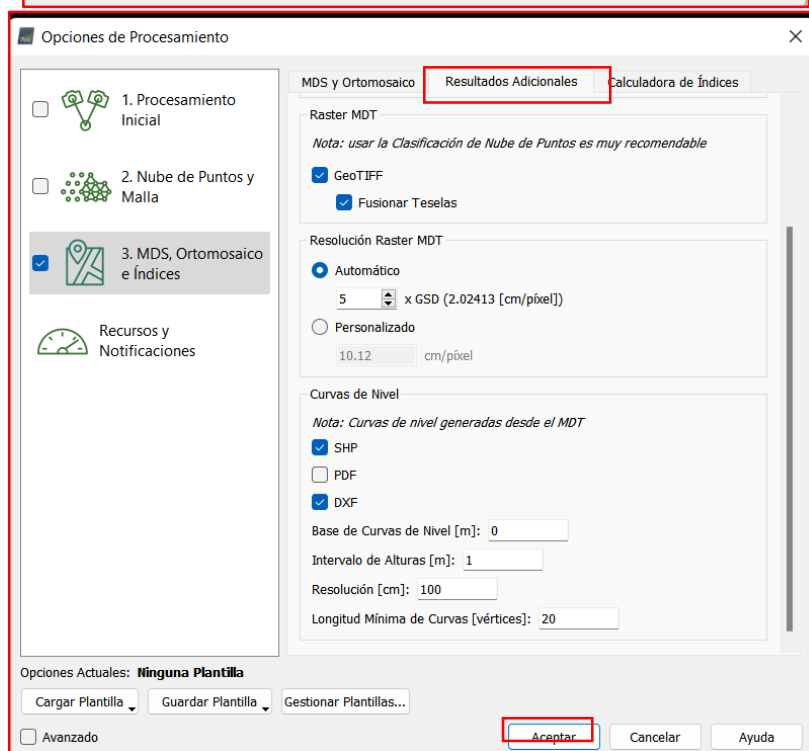 Opciones de Procesamiento
1. Procesamiento
Inicial
2. Nube de Puntos y
Malla
3. MDS, Ortomosaico
e Índices
Recursos y
Notificaciones
MDS y Ortomosaico
Resultados Adicionales
Calculadora de Índices
Raster MDT
Nota: usar la Clasificación de Nube de Puntos es muy recomendable
GeoTIFF
Fusionar Teselas
Resolución Raster MDT
Automático
5 x GSD (2.02413 [cm/píxel])
Personalizado
10.12 cm/píxel
Curvas de Nivel
Nota: Curvas de nivel generadas desde el MDT
SHP
PDF
DXF
Base de Curvas de Nivel [m]: 0
Intervalo de Alturas [m]: 1
Resolución [cm]: 100
Longitud Mínima de Curvas [vértices]: 20
Opciones Actuales: Ninguna Plantilla
Cargar Plantilla
Guardar Plantilla
Gestionar Plantillas...
Avanzado
Aceptar
Cancelar
Ayuda